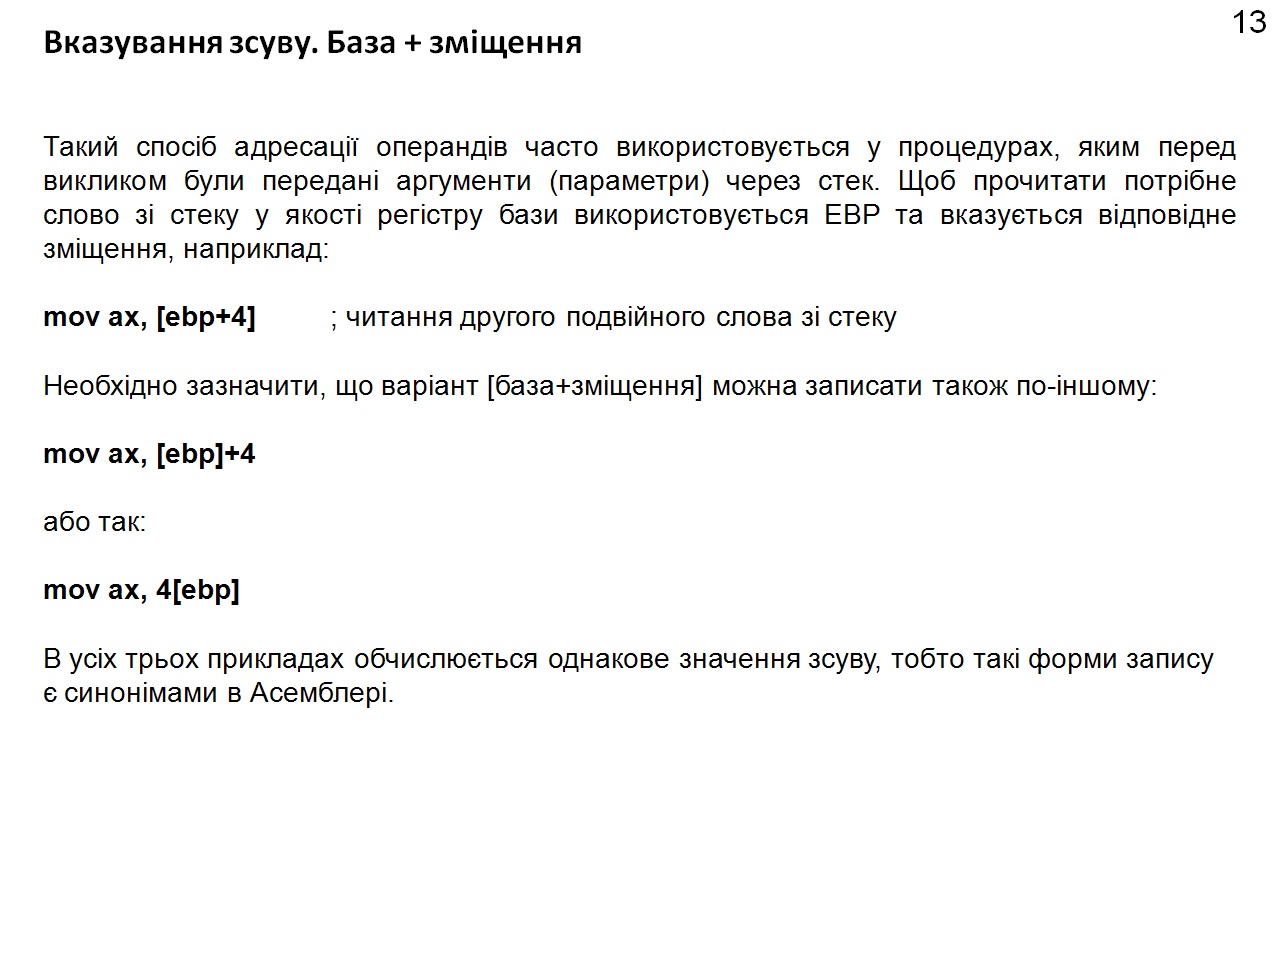 13
Вказування зсуву. База + зміщення
Такий спосіб адресації операндів часто використовується у процедурах, яким перед
викликом були передані аргументи (параметри) через стек. Щоб прочитати потрібне
слово зі стеку у якості регістру бази використовується EBP та вказується відповідне
зміщення, наприклад:
mov ax, [ebp+4] ; читання другого подвійного слова зі стеку
Необхідно зазначити, що варіант [база+зміщення] можна записати також по-іншому:
mov ax, [ebp]+4
або так:
mov ax, 4[ebp]
В усіх трьох прикладах обчислюється однакове значення зсуву, тобто такі форми запису
є синонімами в Асемблері.